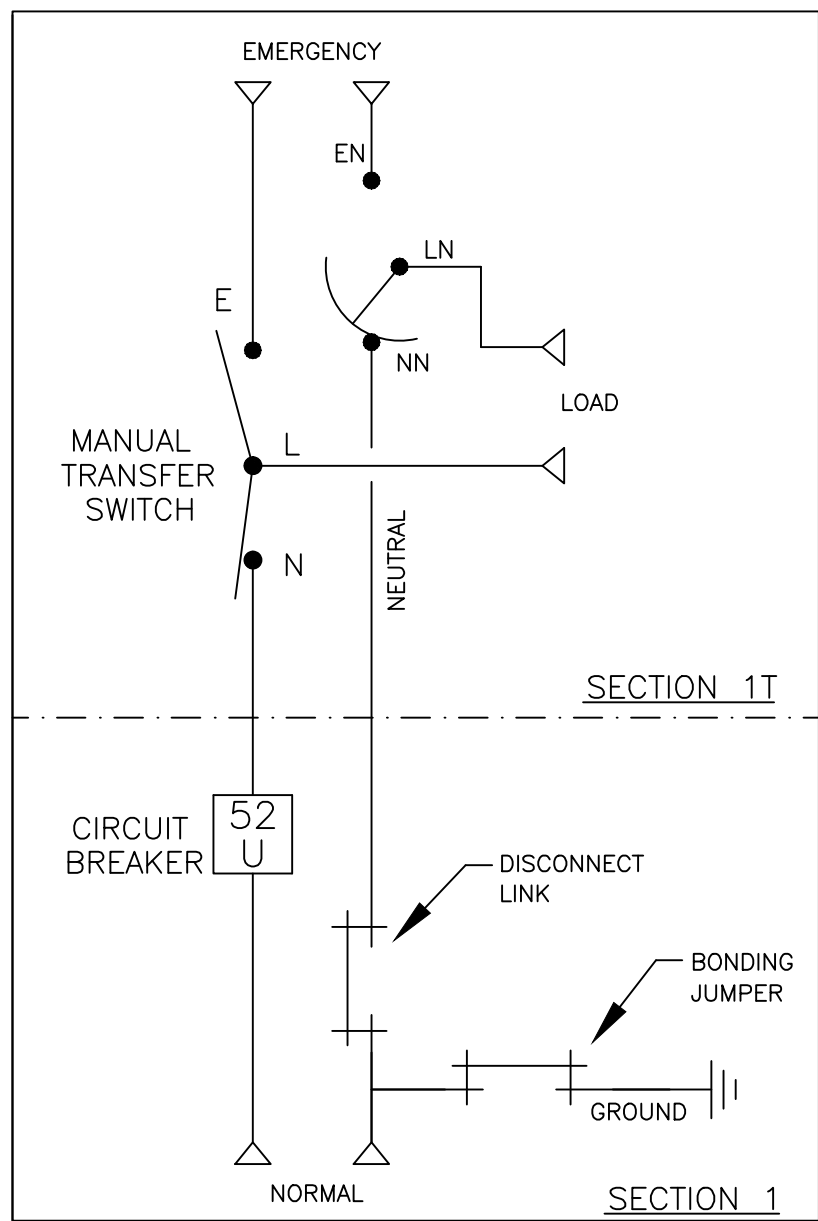 EMERGENCY
EN
LN
E
NN
LOAD
MANUAL
TRANSFER
SWITCH
L
N
NEUTRAL
SECTION 1T
52
U
CIRCUIT
BREAKER
DISCONNECT
LINK
BONDING
JUMPER
GROUND
NORMAL
SECTION 1